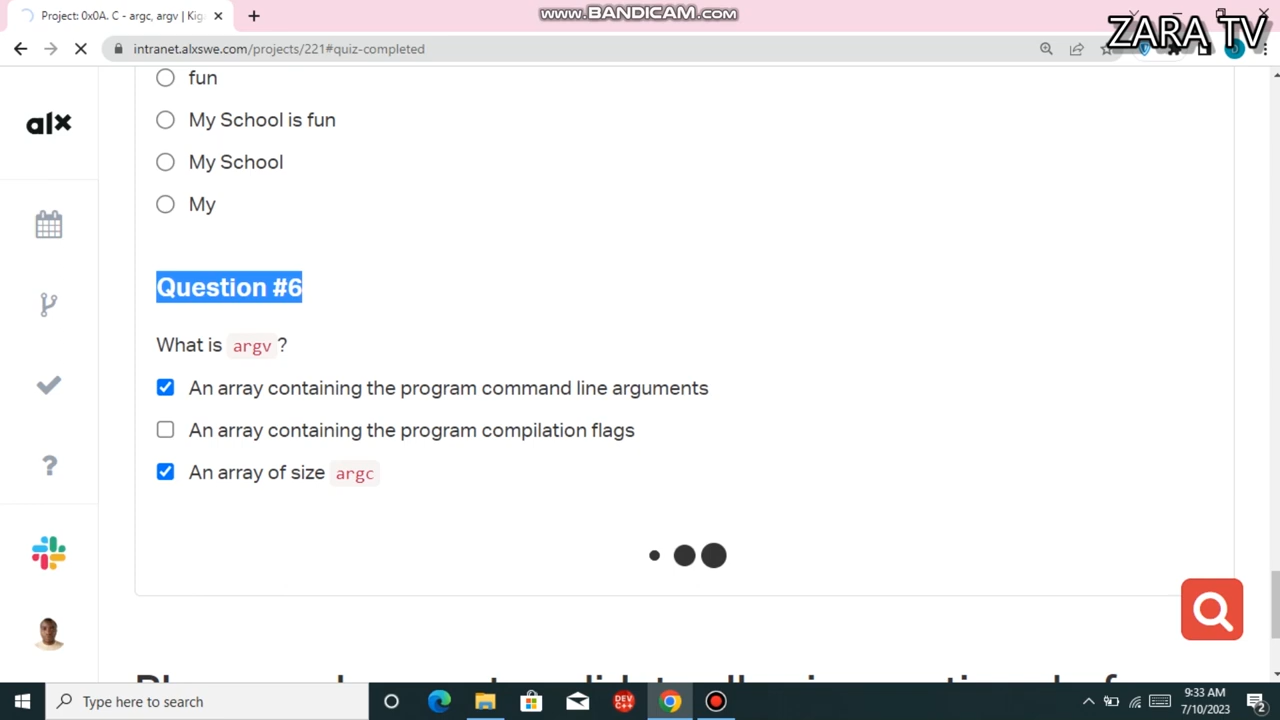 Project: 0x0A. C - argc, argv | Kig
www.BANDICAM.com
ZARA TV
intranet.alxswe.com/projects/221#quiz-completed
alx
fun
My School is fun
My School
My
Question #6
What is argv ?
An array containing the program command line arguments
An array containing the program compilation flags
An array of size argc
?
Type here to search
DEV
C++
9:33 AM
7/10/2023
2